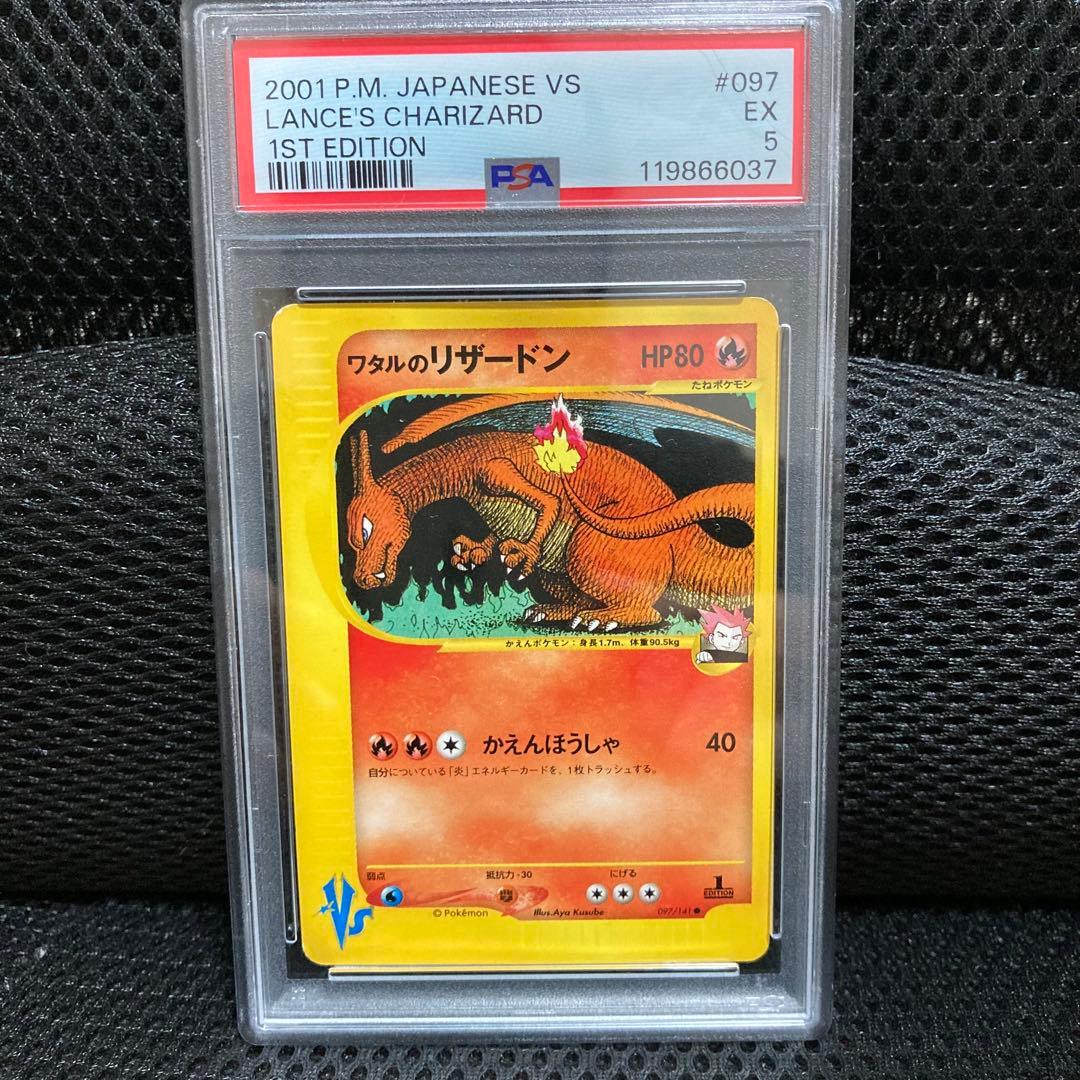 2001 P.M. JAPANESE VS #097
LANCE'S CHARIZARD EX
1ST EDITION 5
PSA 119866037
ワタルのリザードン HP80
たねポケモン
かえんポケモン：身長1.7m、体重90.5kg
かえんほうしゃ 40
自分についている「炎」エネルギーカードを、1枚トラッシュする。
弱点 抵抗力-30 にげる
1
EDITION
VS
©Pokémon Illus.Aya Kusube 097/141●